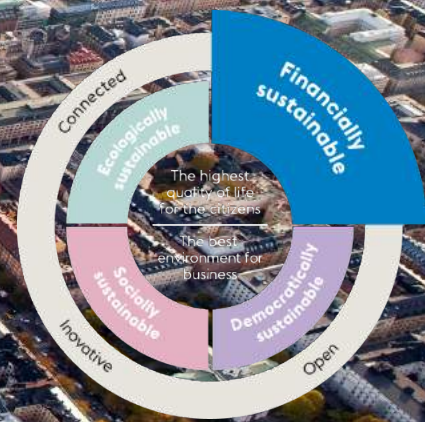 Connected
Financially
sustainable
Ecologically
sustainable
The highest
quality of life
for the citizens
The best
environment for
business
Socially
sustainable
Democratically
sustainable
Inovative
Open